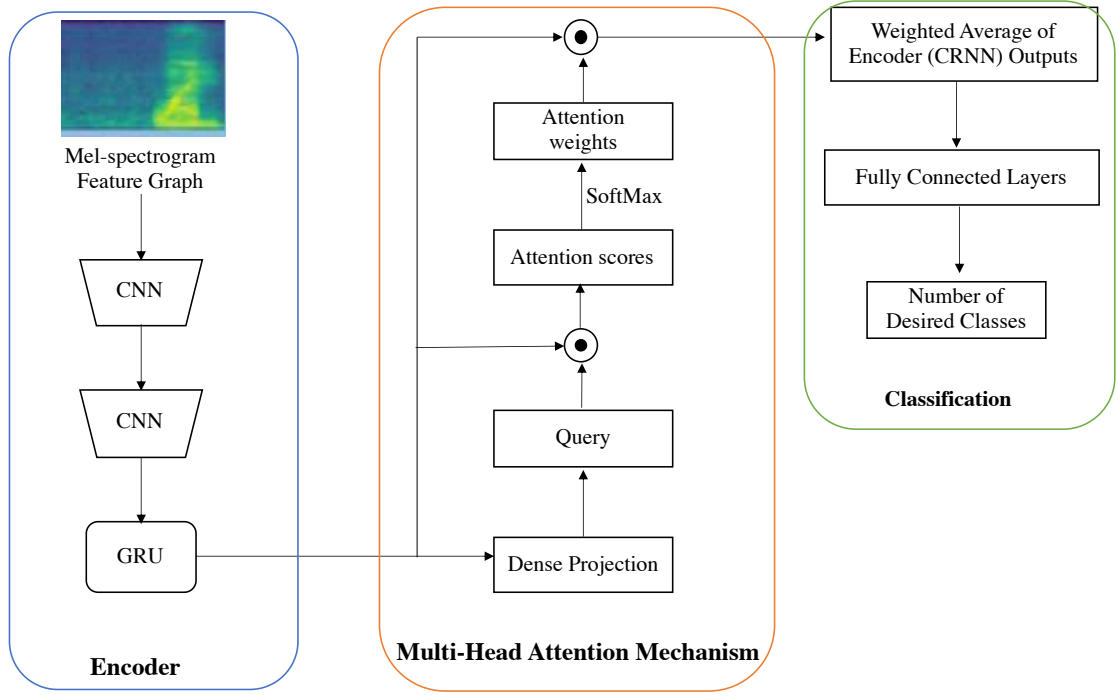 Mel-spectrogram
Feature Graph
CNN
CNN
GRU
Encoder
Attention
weights
SoftMax
Attention scores
Query
Dense Projection
Multi-Head Attention Mechanism
Weighted Average of
Encoder (CRNN) Outputs
Fully Connected Layers
Number of
Desired Classes
Classification